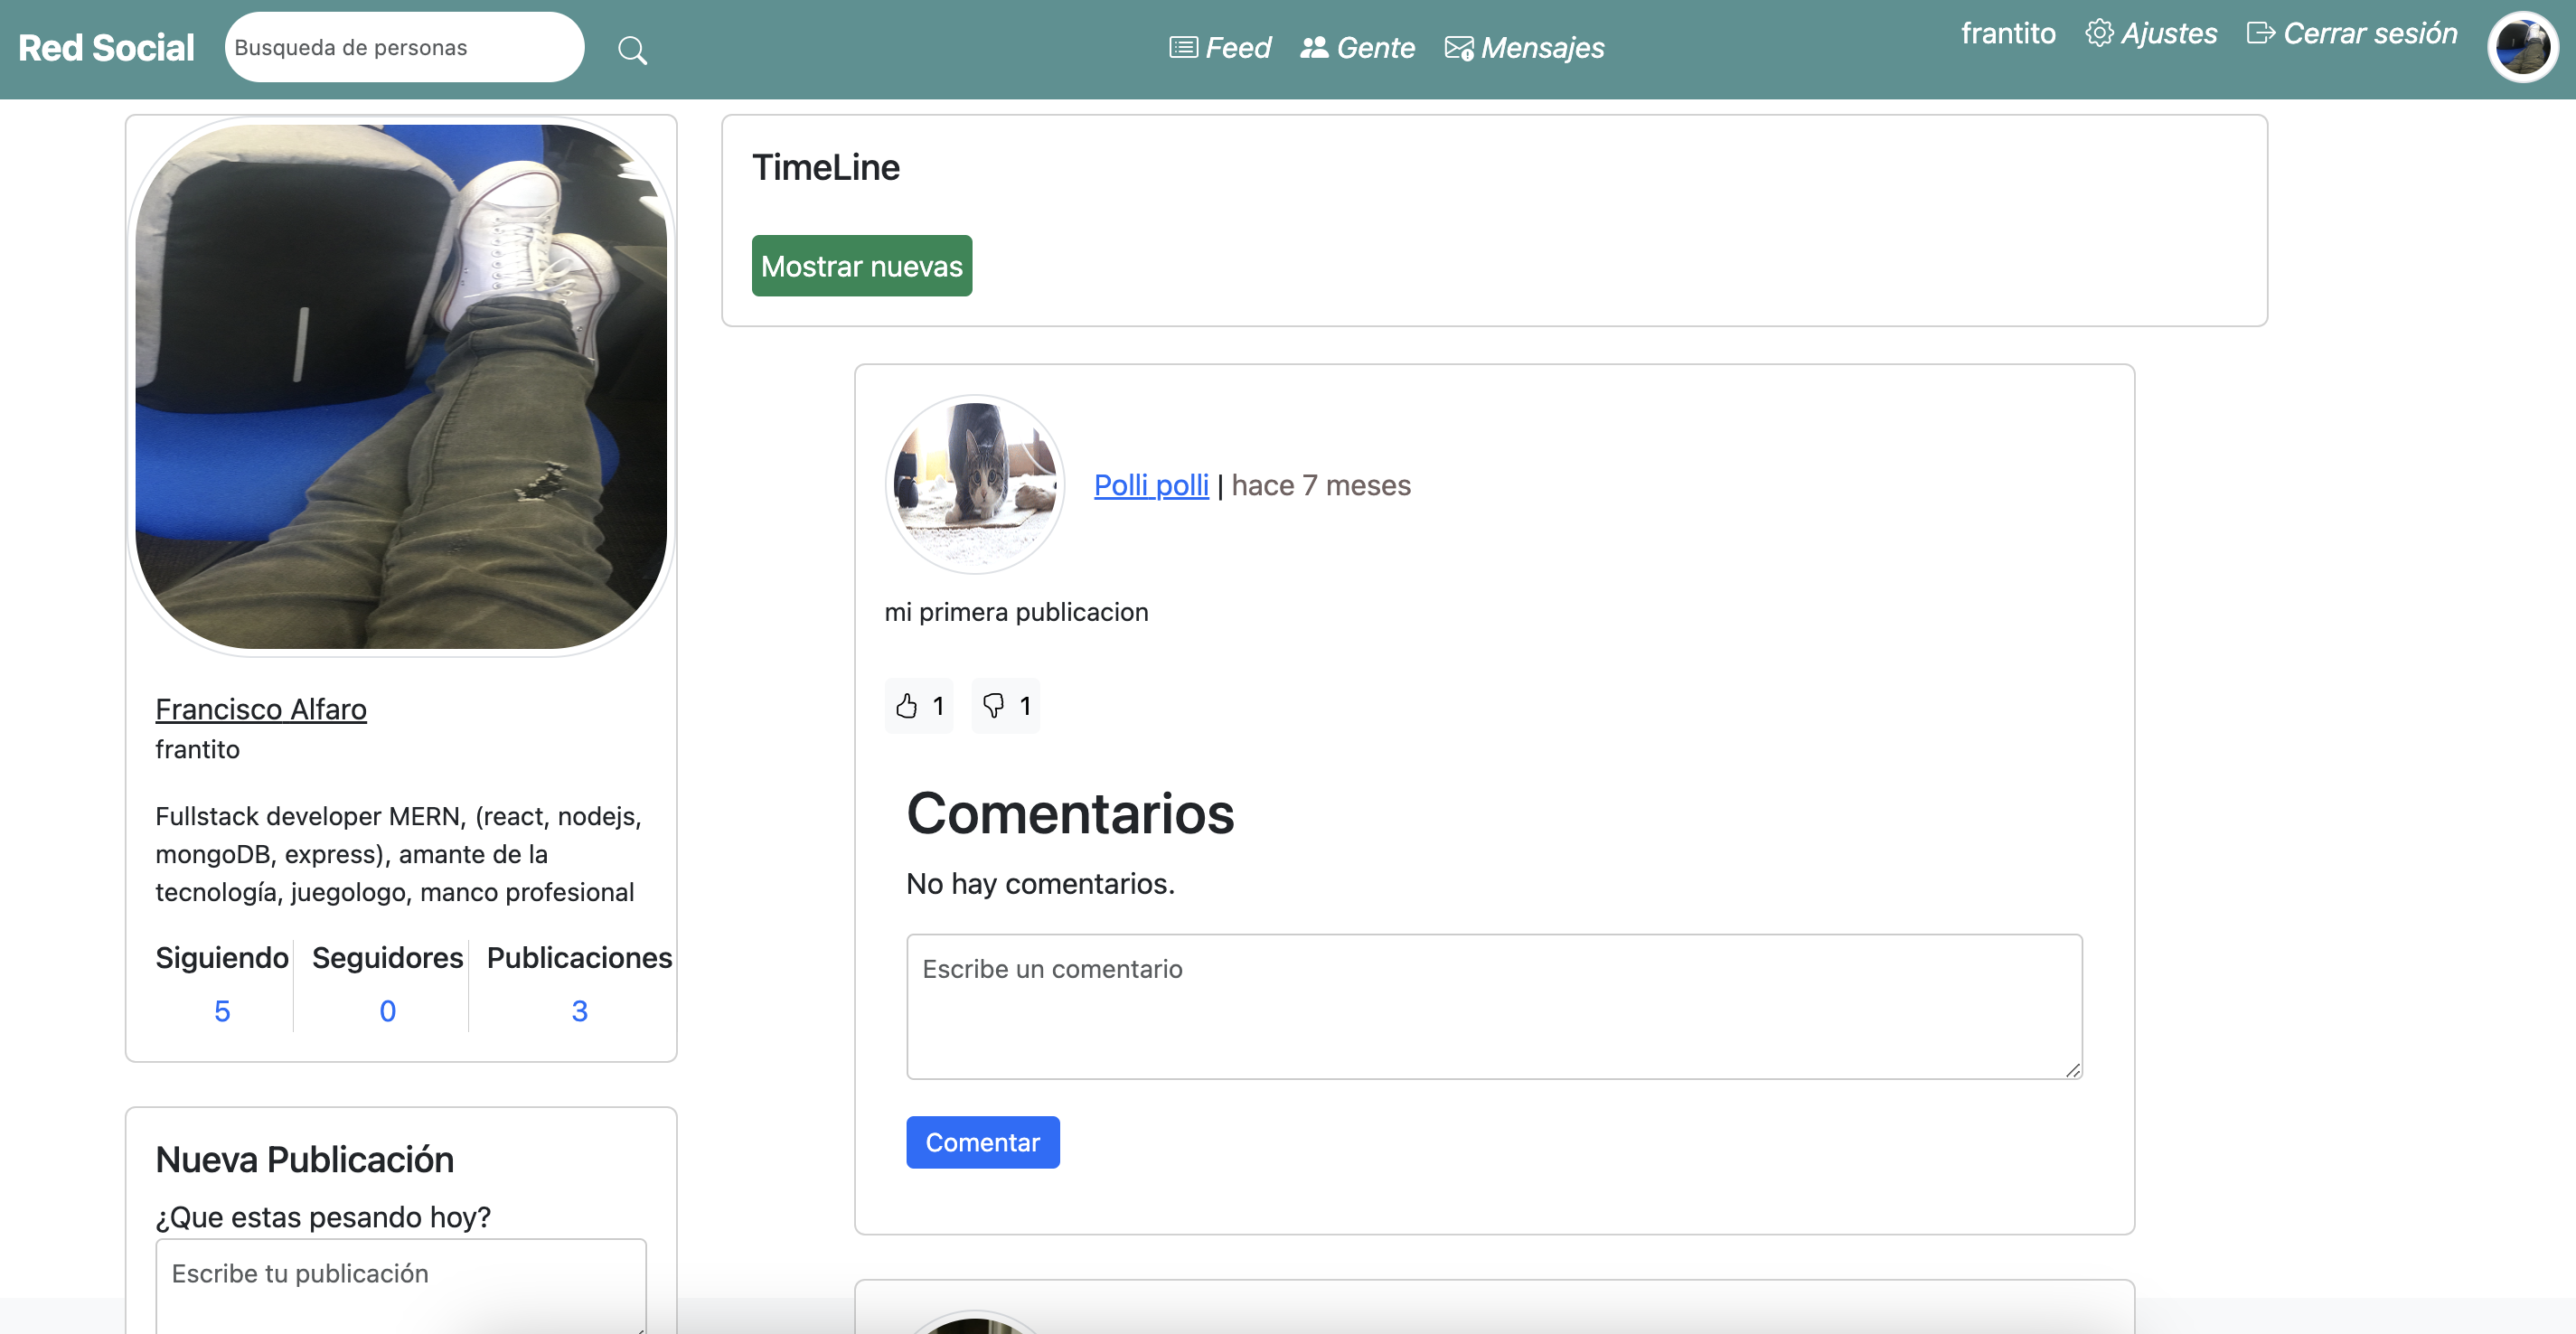 Red Social
Busqueda de personas
Feed
Gente
Mensajes
frantito
Ajustes
Cerrar sesión
Francisco Alfaro
frantito
Fullstack developer MERN, (react, nodejs,
mongoDB, express), amante de la
tecnología, juegologo, manco profesional
Siguiendo
5
Seguidores
0
Publicaciones
3
Nueva Publicación
¿Que estas pesando hoy?
Escribe tu publicación
TimeLine
Mostrar nuevas
Polli polli | hace 7 meses
mi primera publicacion
1
1
Comentarios
No hay comentarios.
Escribe un comentario
Comentar